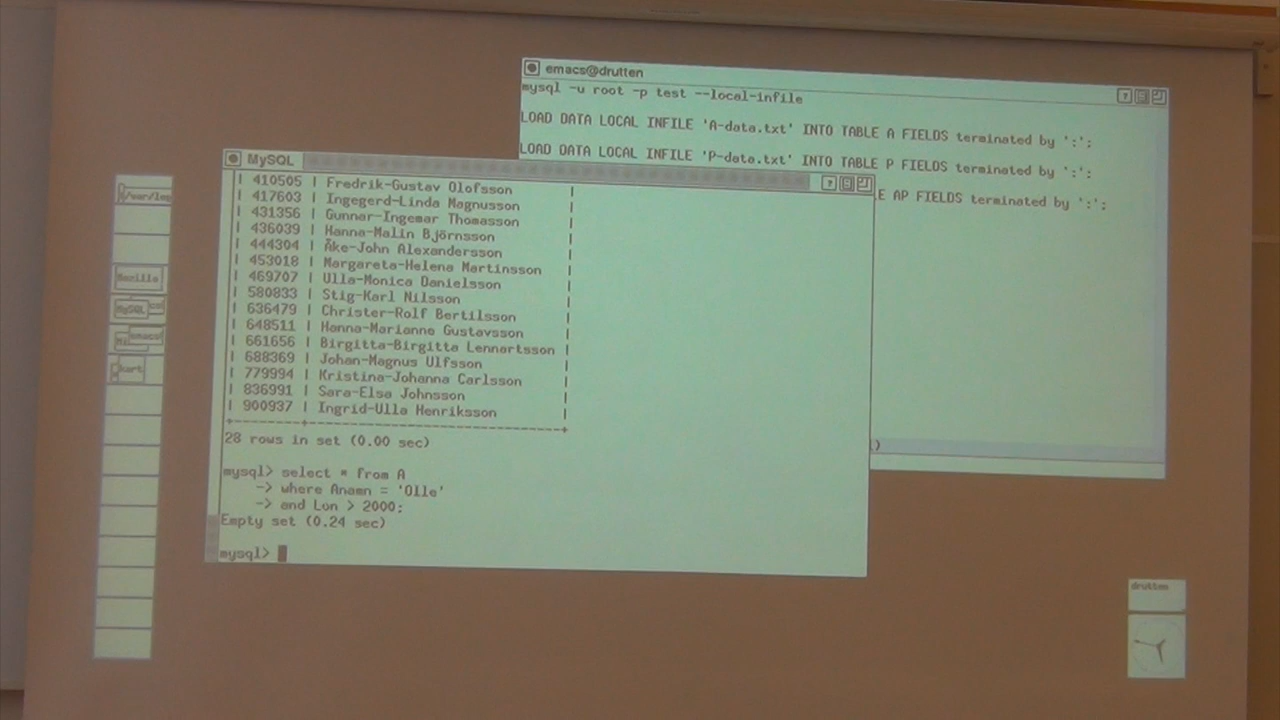 emacs@drutten
mysql -u root -p test --local-infile
LOAD DATA LOCAL INFILE 'A-data.txt' INTO TABLE A FIELDS terminated by ':';
LOAD DATA LOCAL INFILE 'P-data.txt' INTO TABLE P FIELDS terminated by ':';
LE AP FIELDS terminated by ':';
MySQL
| 410505 | Fredrik-Gustav Olofsson |
| 417603 | Ingegerd-Linda Magnusson |
| 431356 | Gunnar-Ingemar Thomasson |
| 436039 | Hanna-Malin Björnsson |
| 444304 | Åke-John Alexandersson |
| 453018 | Margareta-Helena Martinsson |
| 469707 | Ulla-Monica Danielsson |
| 580833 | Stig-Karl Nilsson |
| 636479 | Christer-Rolf Bertilsson |
| 648511 | Hanna-Marianne Gustavsson |
| 661656 | Birgitta-Birgitta Lennartsson |
| 688369 | Johan-Magnus Ulfsson |
| 779994 | Kristina-Johanna Carlsson |
| 836991 | Sara-Elsa Johnsson |
| 900937 | Ingrid-Ulla Henriksson |
28 rows in set (0.00 sec)
mysql> select * from A
-> where Anamn = 'Olle'
-> and Lon > 2000;
Empty set (0.24 sec)
mysql>
Mozilla
MySQL
emacs
drutten